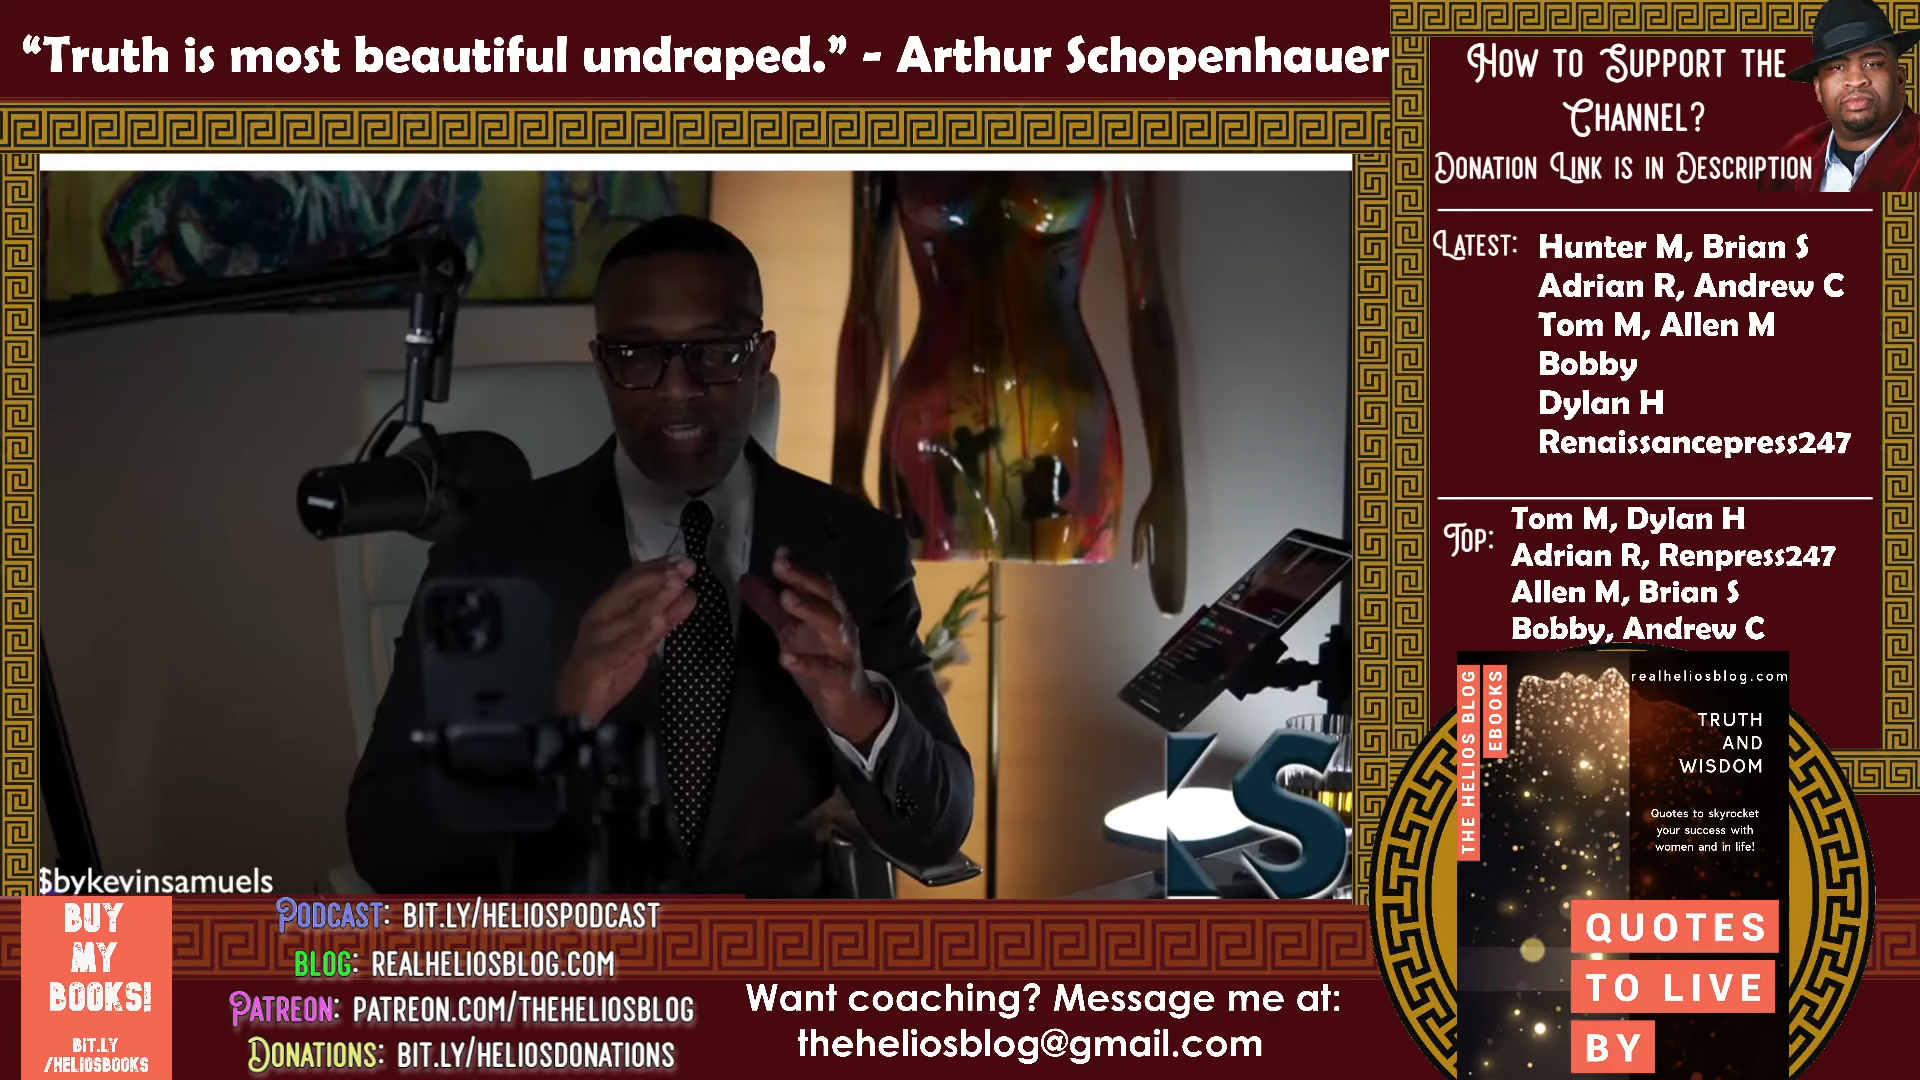 “Truth is most beautiful undraped.” - Arthur Schopenhauer
How to Support the
Channel?
Donation Link is in Description
Latest: Hunter M, Brian S
Adrian R, Andrew C
Tom M, Allen M
Bobby
Dylan H
Renaissancepress247
Top: Tom M, Dylan H
Adrian R, Renpress247
Allen M, Brian S
Bobby, Andrew C
SHURE
KS
$bykevinsamuels
BUY
MY
BOOKS!
BIT.LY
/HELIOSBOOKS
Podcast: BIT.LY/HELIOSPODCAST
BLOG: REALHELIOSBLOG.COM
Patreon: PATREON.COM/THEHELIOSBLOG
Donations: BIT.LY/HELIOSDONATIONS
Want coaching? Message me at:
theheliosblog@gmail.com
THE HELIOS BLOG
EBOOKS
realheliosblog.com
TRUTH
AND
WISDOM
Quotes to skyrocket
your success with
women and in life!
QUOTES
TO LIVE
BY